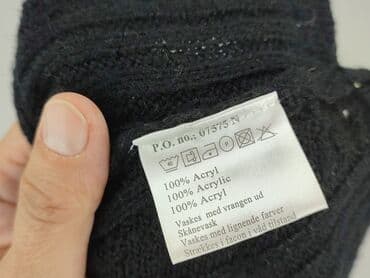 P.O. no.: 07575 N
100% Acryl
100% Acrylic
100% Acryl
Vaskes med vrangen ud
Skånevask
Vaskes med lignende farver
Strækkes i facon i våd tilstand